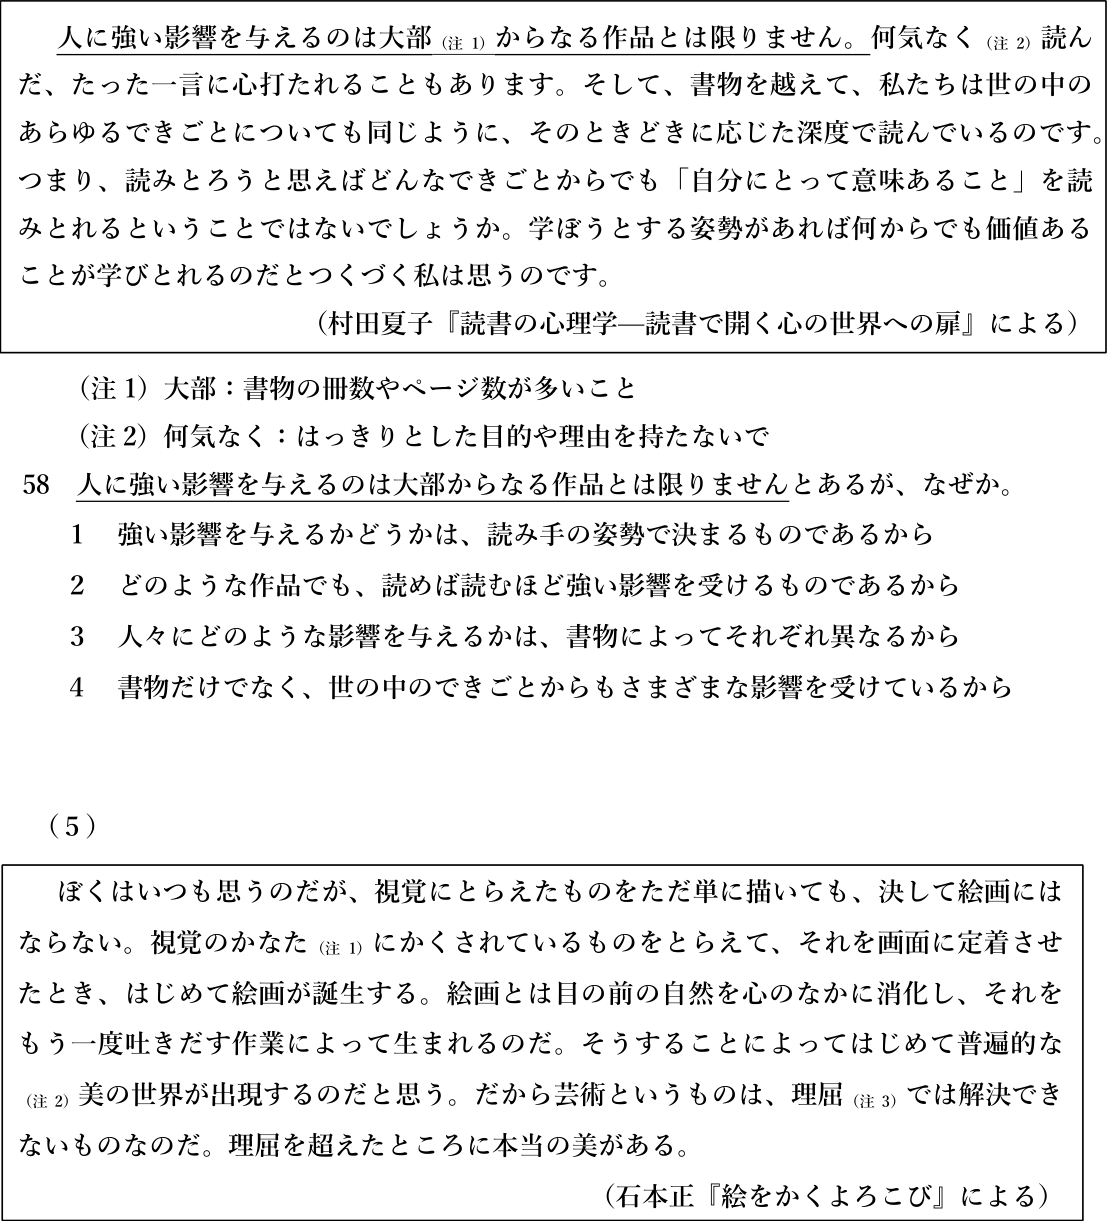 人に強い影響を与えるのは大部（注 1）からなる作品とは限りません。何気なく（注 2）読ん
だ、たった一言に心打たれることもあります。そして、書物を越えて、私たちは世の中の
あらゆるできごとについても同じように、そのときどきに応じた深度で読んでいるのです。
つまり、読みとろうと思えばどんなできごとからでも「自分にとって意味あること」を読
みとれるということではないでしょうか。学ぼうとする姿勢があれば何からでも価値ある
ことが学びとれるのだとつくづく私は思うのです。
（村田夏子『読書の心理学―読書で開く心の世界への扉』による）
（注 1）大部：書物の冊数やページ数が多いこと
（注 2）何気なく：はっきりとした目的や理由を持たないで
58 人に強い影響を与えるのは大部からなる作品とは限りませんとあるが、なぜか。
1 強い影響を与えるかどうかは、読み手の姿勢で決まるものであるから
2 どのような作品でも、読めば読むほど強い影響を受けるものであるから
3 人々にどのような影響を与えるかは、書物によってそれぞれ異なるから
4 書物だけでなく、世の中のできごとからもさまざまな影響を受けているから
（5）
ぼくはいつも思うのだが、視覚にとらえたものをただ単に描いても、決して絵画には
ならない。視覚のかなた（注 1）にかくされているものをとらえて、それを画面に定着させ
たとき、はじめて絵画が誕生する。絵画とは目の前の自然を心のなかに消化し、それを
もう一度吐きだす作業によって生まれるのだ。そうすることによってはじめて普遍的な
（注 2）美の世界が出現するのだと思う。だから芸術というものは、理屈（注 3）では解決でき
ないものなのだ。理屈を超えたところに本当の美がある。
（石本正『絵をかくよろこび』による）